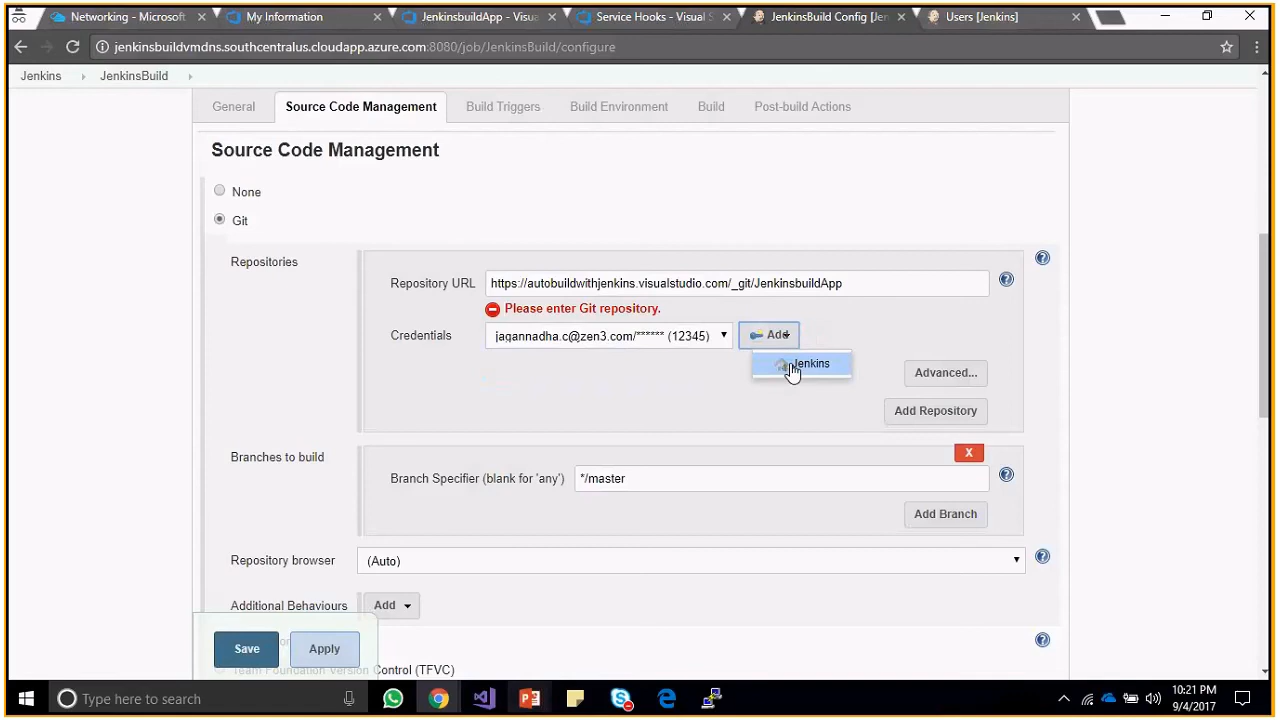 Networking - Microsoft
My Information
JenkinsbuildApp - Visua
Service Hooks - Visual S
JenkinsBuild Config [Jen
Users [Jenkins]
jenkinsbuildvmdns.southcentralus.cloudapp.azure.com:8080/job/JenkinsBuild/configure
Jenkins
JenkinsBuild
General
Source Code Management
Build Triggers
Build Environment
Build
Post-build Actions
Source Code Management
None
Git
Repositories
Repository URL
https://autobuildwithjenkins.visualstudio.com/_git/JenkinsbuildApp
Please enter Git repository.
Credentials
jagannadha.c@zen3.com/****** (12345)
Add
Jenkins
Advanced...
Add Repository
Branches to build
X
Branch Specifier (blank for 'any')
*/master
Add Branch
Repository browser
(Auto)
Additional Behaviours
Add
Save
Apply
Team Foundation Version Control (TFVC)
Type here to search
10:21 PM
9/4/2017